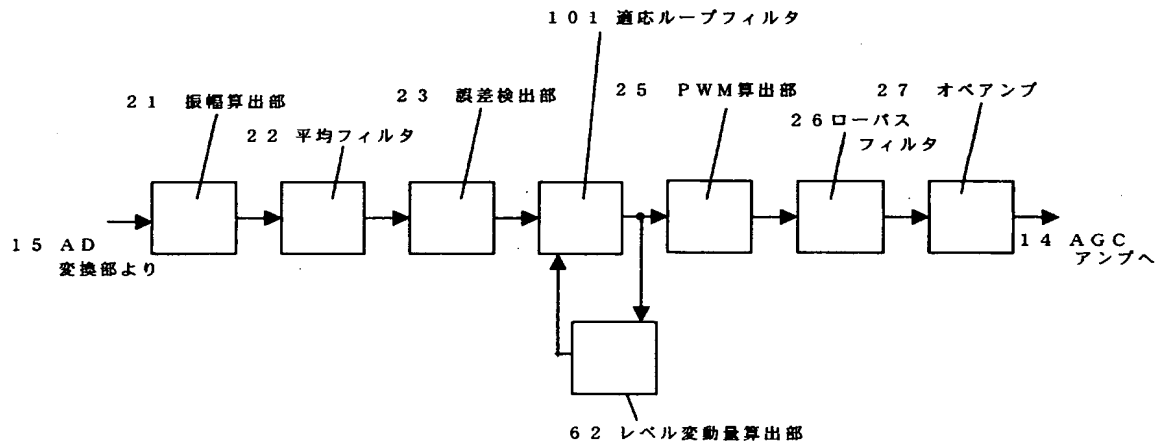 101 適応ループフィルタ
21 振幅算出部
23 誤差検出部
25 PWM算出部
27 オペアンプ
22 平均フィルタ
26ローパス
フィルタ
15 AD
変換部より
14 AGC
アンプへ
62 レベル変動量算出部